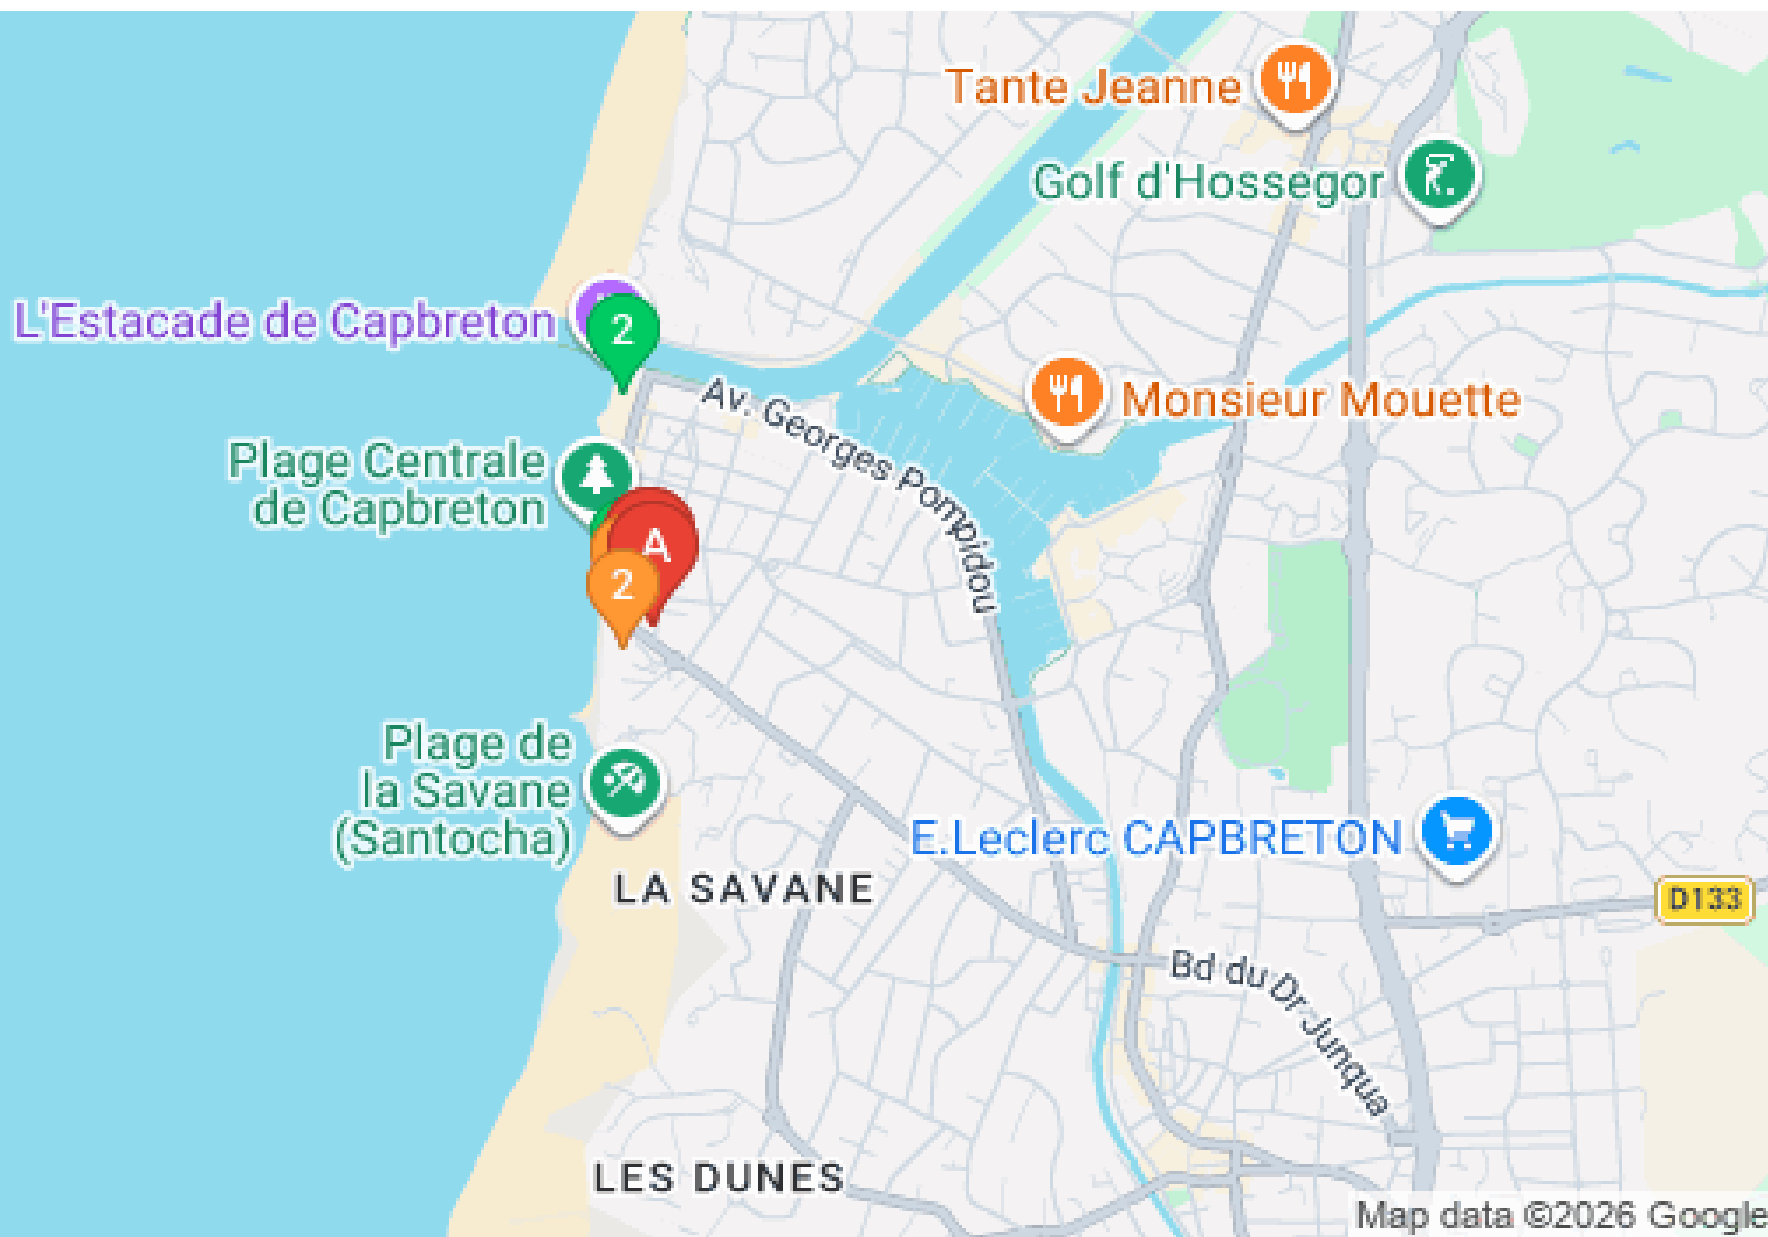 Tante Jeanne
Golf d'Hossegor
L'Estacade de Capbreton
2
Av. Georges Pompidou
Monsieur Mouette
Plage Centrale
de Capbreton
A
2
Plage de
la Savane
(Santocha)
E.Leclerc CAPBRETON
LA SAVANE
D133
Bd du Dr. Junqua
LES DUNES
Map data ©2026 Google